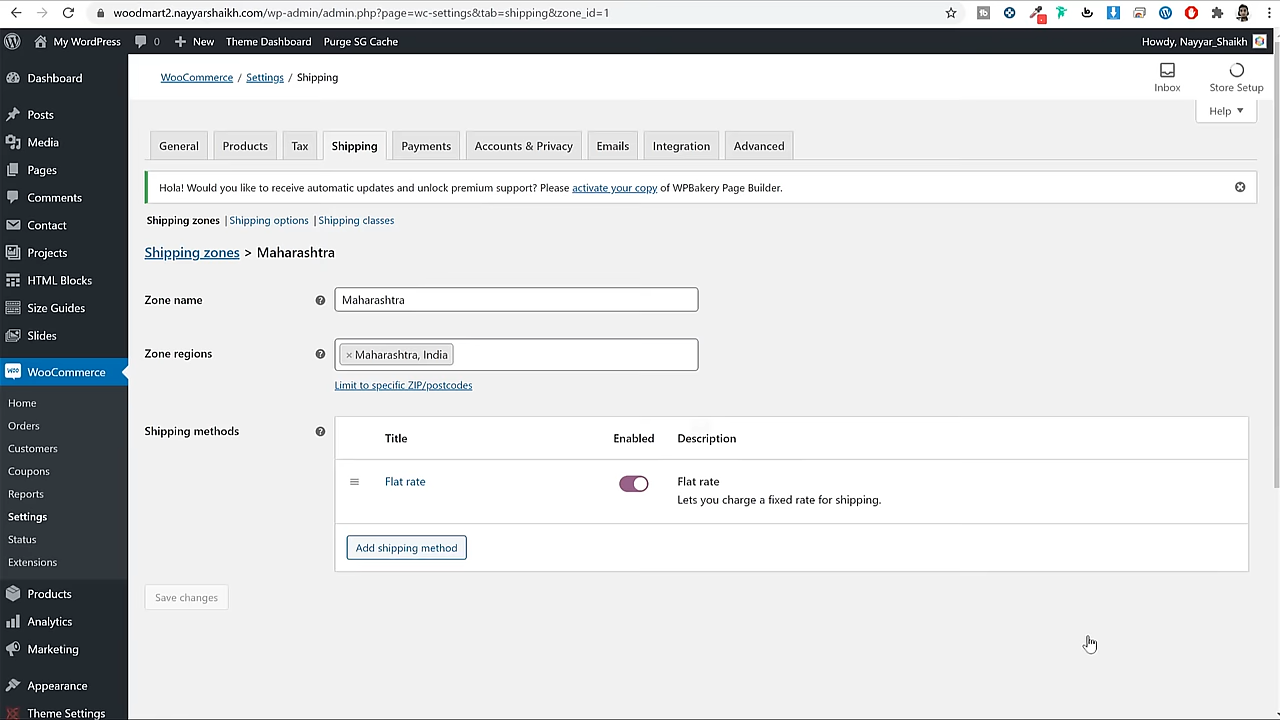 woodmart2.nayyarshaikh.com/wp-admin/admin.php?page=wc-settings&tab=shipping&zone_id=1
My WordPress 0 New Theme Dashboard Purge SG Cache Howdy, Nayyar_Shaikh
Dashboard
Posts
Media
Pages
Comments
Contact
Projects
HTML Blocks
Size Guides
Slides
WooCommerce
Home
Orders
Customers
Coupons
Reports
Settings
Status
Extensions
Products
Analytics
Marketing
Appearance
Theme Settings
WooCommerce / Settings / Shipping
Inbox
Store Setup
Help
General Products Tax Shipping Payments Accounts & Privacy Emails Integration Advanced
Hola! Would you like to receive automatic updates and unlock premium support? Please activate your copy of WPBakery Page Builder.
Shipping zones | Shipping options | Shipping classes
Shipping zones > Maharashtra
Zone name ? Maharashtra
Zone regions ? × Maharashtra, India
Limit to specific ZIP/postcodes
Shipping methods ?
Title Enabled Description
Flat rate Flat rate
Lets you charge a fixed rate for shipping.
Add shipping method
Save changes